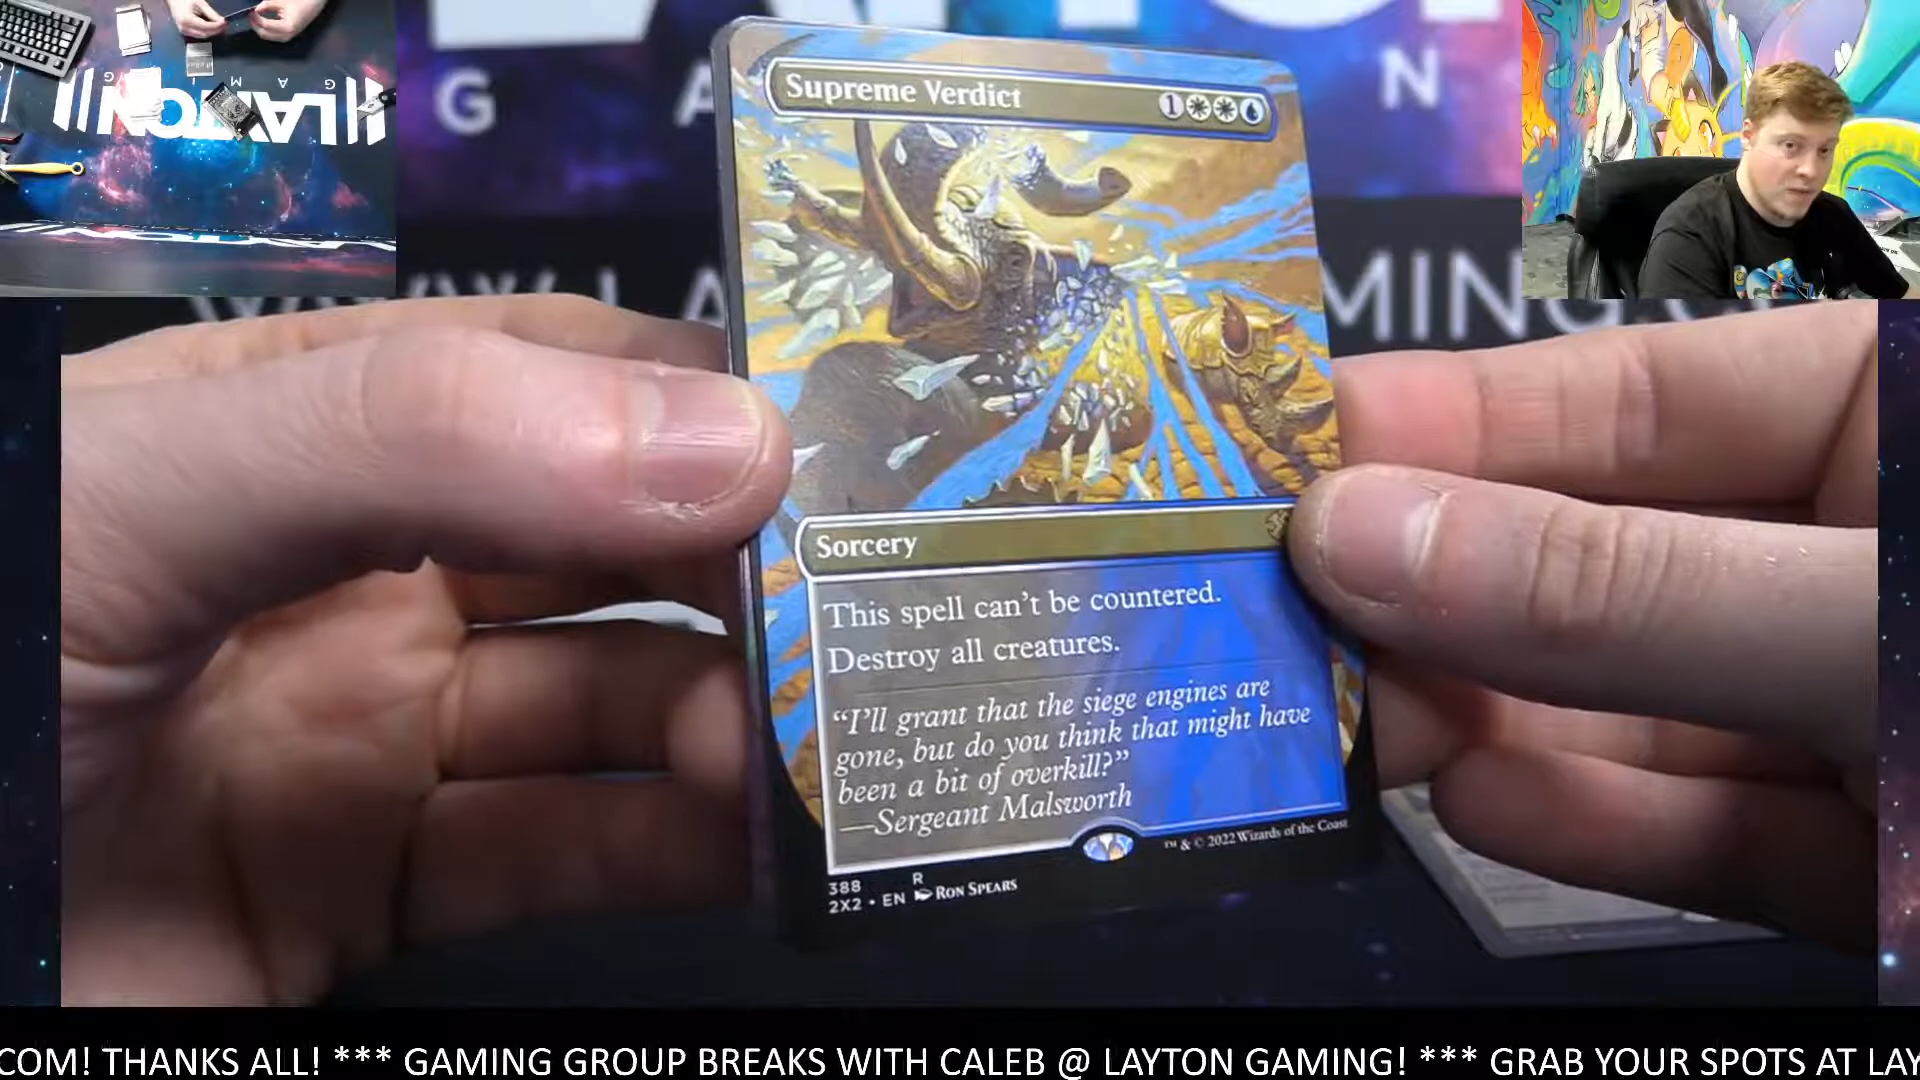 Supreme Verdict
1
Sorcery
This spell can't be countered.
Destroy all creatures.
“I'll grant that the siege engines are
gone, but do you think that might have
been a bit of overkill?”
—Sergeant Malsworth
™ & © 2022 Wizards of the Coast
388 R
2X2 • EN RON SPEARS
G A N
MING.C
LAYTON
COM! THANKS ALL! *** GAMING GROUP BREAKS WITH CALEB @ LAYTON GAMING! *** GRAB YOUR SPOTS AT LAY